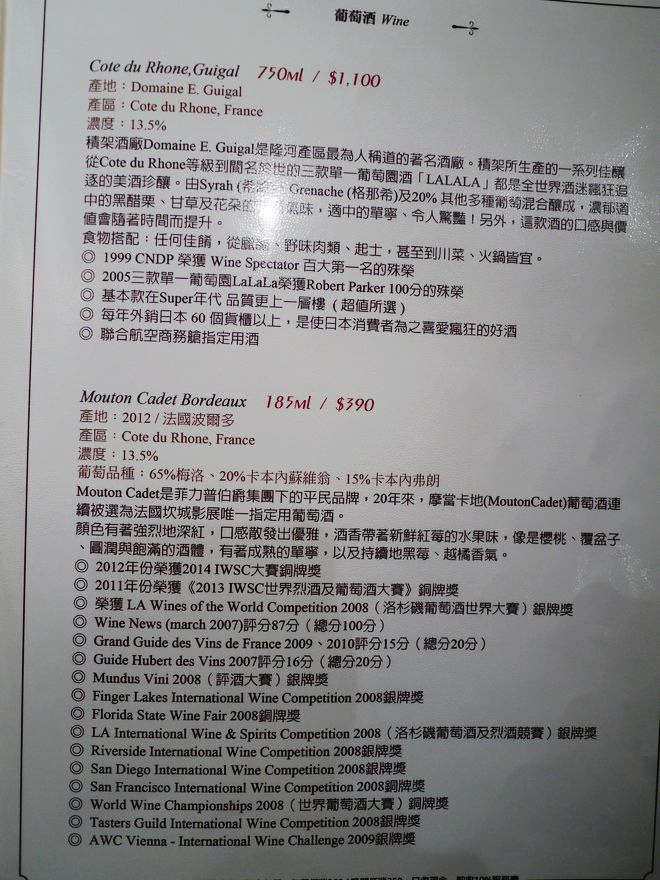 葡萄酒 Wine
Cote du Rhone,Guigal 750ml / $1,100
產地：Domaine E. Guigal
產區：Cote du Rhone, France
濃度：13.5%
積架酒廠Domaine E. Guigal是隆河產區最為人稱道的著名酒廠。積架所生產的一系列佳釀
從Cote du Rhone等級到聞名於世的三款單一葡萄園酒「LALALA」都是全世界酒迷瘋狂追
逐的美酒珍釀。由Syrah (希 Grenache (格那希)及20% 其他多種葡萄混合釀成，濃郁適
中的黑醋栗、甘草及花朵的 氣味，適中的單寧、令人驚豔！另外，這款酒的口感與價
值會隨著時間而提升。
食物搭配：任何佳餚，從 、野味肉類、起士，甚至到川菜、火鍋皆宜。
◎ 1999 CNDP 榮獲 Wine Spectator 百大第一名的殊榮
◎ 2005三款單一葡萄園LaLaLa榮獲Robert Parker 100分的殊榮
◎ 基本款在Super年代 品質更上一層樓（超值所選）
◎ 每年外銷日本 60 個貨櫃以上，是使日本消費者為之喜愛瘋狂的好酒
◎ 聯合航空商務艙指定用酒
Mouton Cadet Bordeaux 185ml / $390
產地：2012 / 法國波爾多
產區：Cote du Rhone, France
濃度：13.5%
葡萄品種：65%梅洛、20%卡本內蘇維翁、15%卡本內弗朗
Mouton Cadet是菲力普伯爵集團下的平民品牌，20年來，摩當卡地(MoutonCadet)葡萄酒連
續被選為法國坎城影展唯一指定用葡萄酒。
顏色有著強烈地深紅，口感散發出優雅，酒香帶著新鮮紅莓的水果味，像是櫻桃、覆盆子
、圓潤與飽滿的酒體，有著成熟的單寧，以及持續地黑莓、越橘香氣。
◎ 2012年份榮獲2014 IWSC大賽銅牌獎
◎ 2011年份榮獲《2013 IWSC世界烈酒及葡萄酒大賽》銅牌獎
◎ 榮獲 LA Wines of the World Competition 2008（洛杉磯葡萄酒世界大賽）銀牌獎
◎ Wine News (march 2007)評分87分（總分100分）
◎ Grand Guide des Vins de France 2009、2010評分15分（總分20分）
◎ Guide Hubert des Vins 2007評分16分（總分20分）
◎ Mundus Vini 2008（評酒大賽）銀牌獎
◎ Finger Lakes International Wine Competition 2008銀牌獎
◎ Florida State Wine Fair 2008銅牌獎
◎ LA International Wine & Spirits Competition 2008（洛杉磯葡萄酒及烈酒競賽）銀牌獎
◎ Riverside International Wine Competition 2008銀牌獎
◎ San Diego International Wine Competition 2008銀牌獎
◎ San Francisco International Wine Competition 2008銅牌獎
◎ World Wine Championships 2008（世界葡萄酒大賽）銅牌獎
◎ Tasters Guild International Wine Competition 2008銀牌獎
◎ AWC Vienna - International Wine Challenge 2009銀牌獎